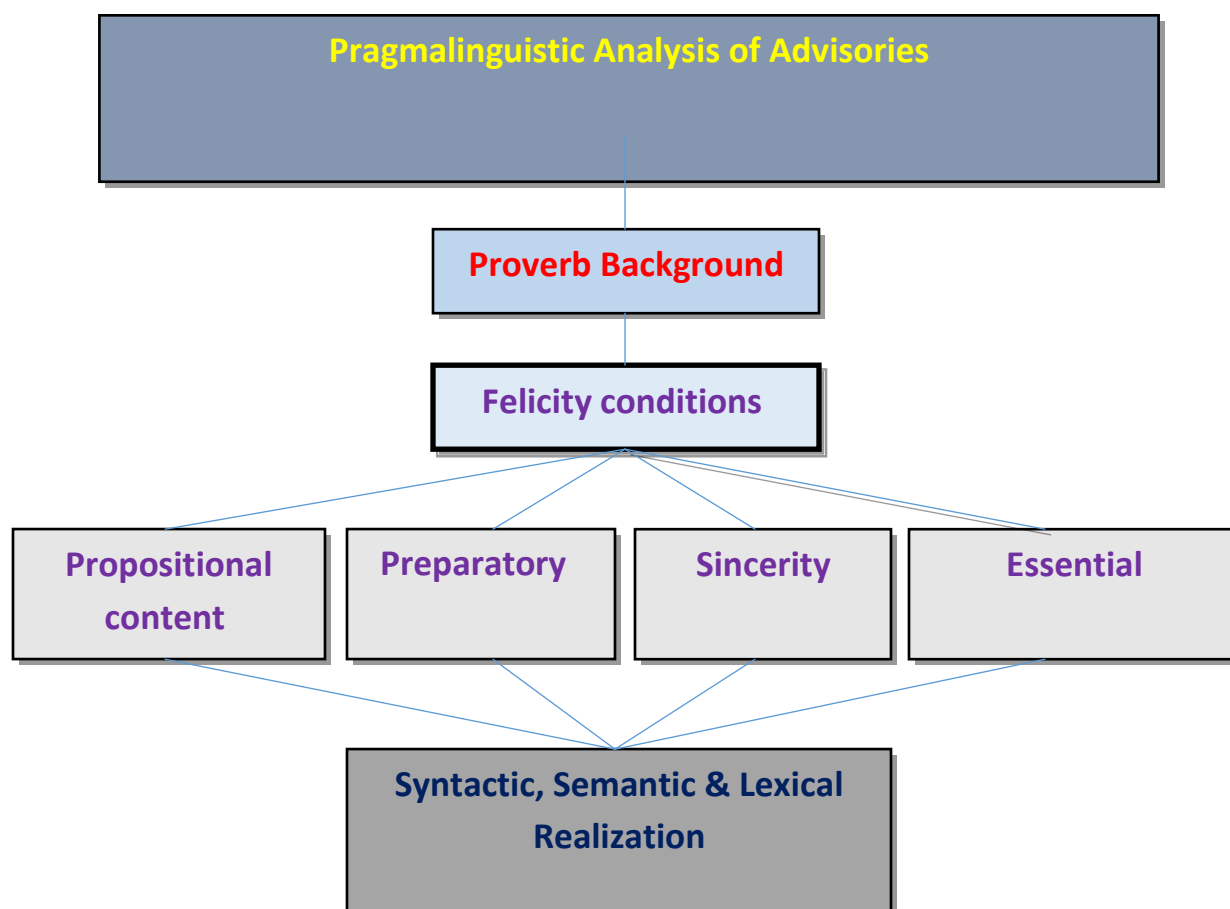 Pragmalinguistic Analysis of Advisories
Proverb Background
Felicity conditions
Propositional
content
Preparatory
Sincerity
Essential
Syntactic, Semantic & Lexical
Realization